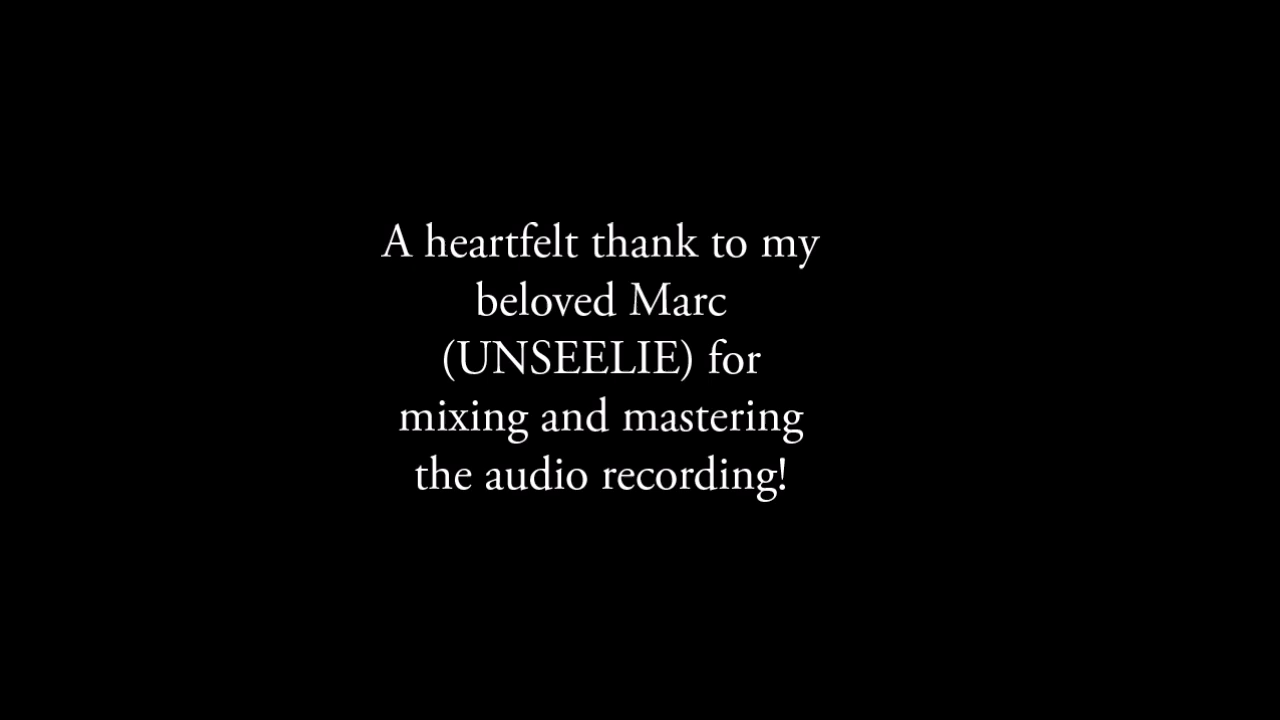 A heartfelt thank to my
beloved Marc
(UNSEELIE) for
mixing and mastering
the audio recording!